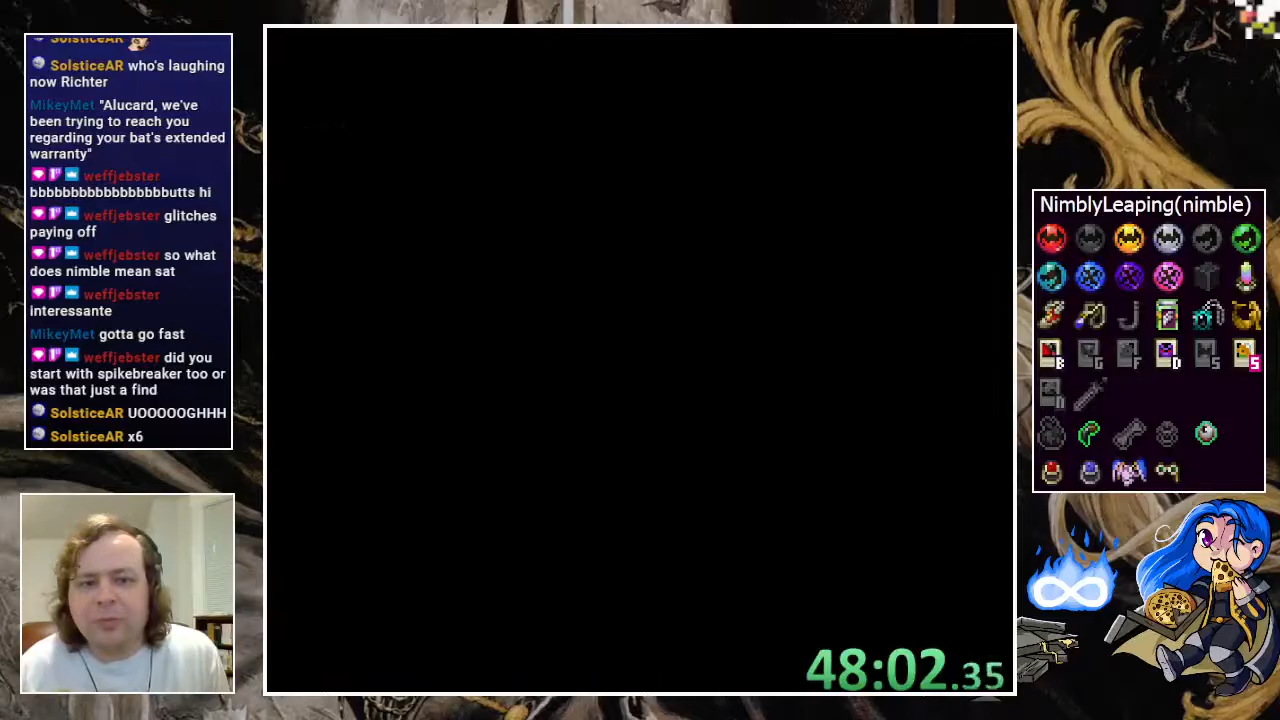 SolsticeAR
SolsticeAR who's laughing
now Richter
MikeyMet "Alucard, we've
been trying to reach you
regarding your bat's extended
warranty"
weffjebster
bbbbbbbbbbbbbbbbbutts hi
weffjebster glitches
paying off
weffjebster so what
does nimble mean sat
weffjebster
interessante
MikeyMet gotta go fast
weffjebster did you
start with spikebreaker too or
was that just a find
SolsticeAR UOOOOOGHHH
SolsticeAR x6
NimblyLeaping(nimble)
B
G
F
D
S
S
N
48:02.35